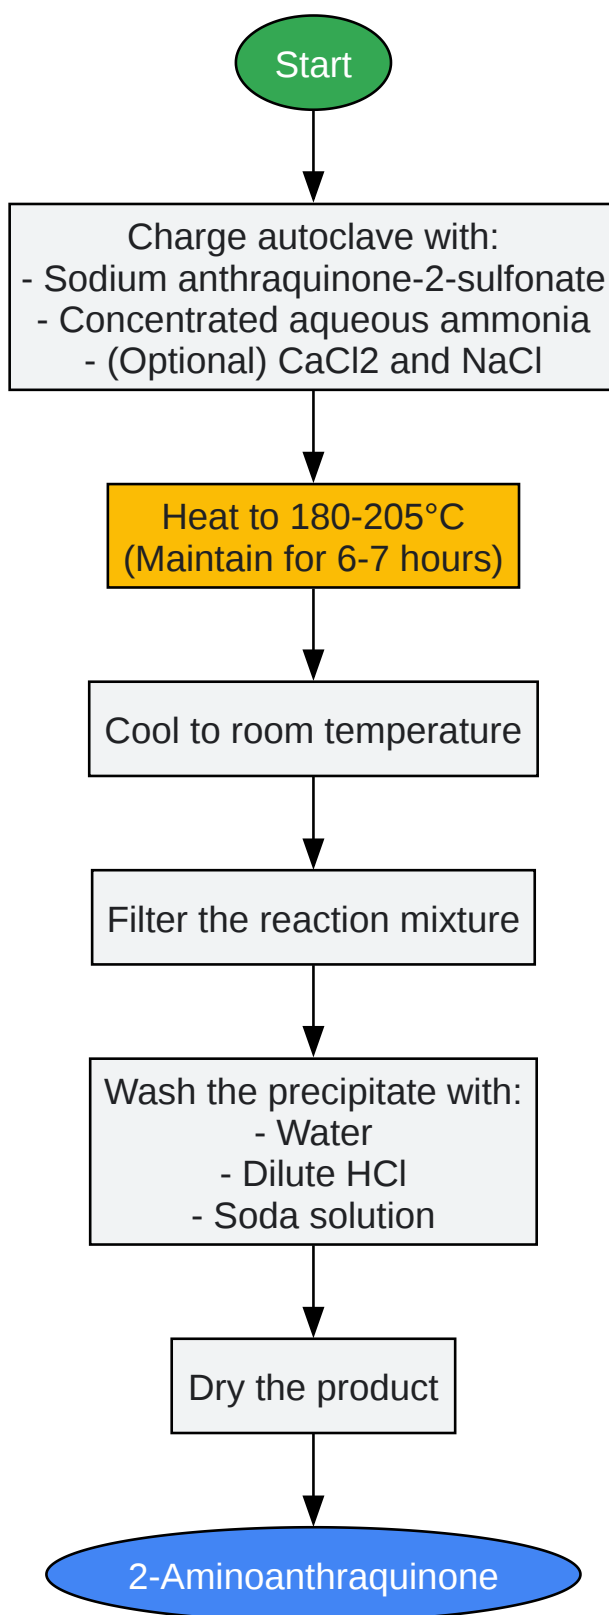 Start
Charge autoclave with:
- Sodium anthraquinone-2-sulfonate
- Concentrated aqueous ammonia
- (Optional) CaCl2 and NaCl
Heat to 180-205°C
(Maintain for 6-7 hours)
Cool to room temperature
Filter the reaction mixture
Wash the precipitate with:
- Water
- Dilute HCl
- Soda solution
Dry the product
2-Aminoanthraquinone